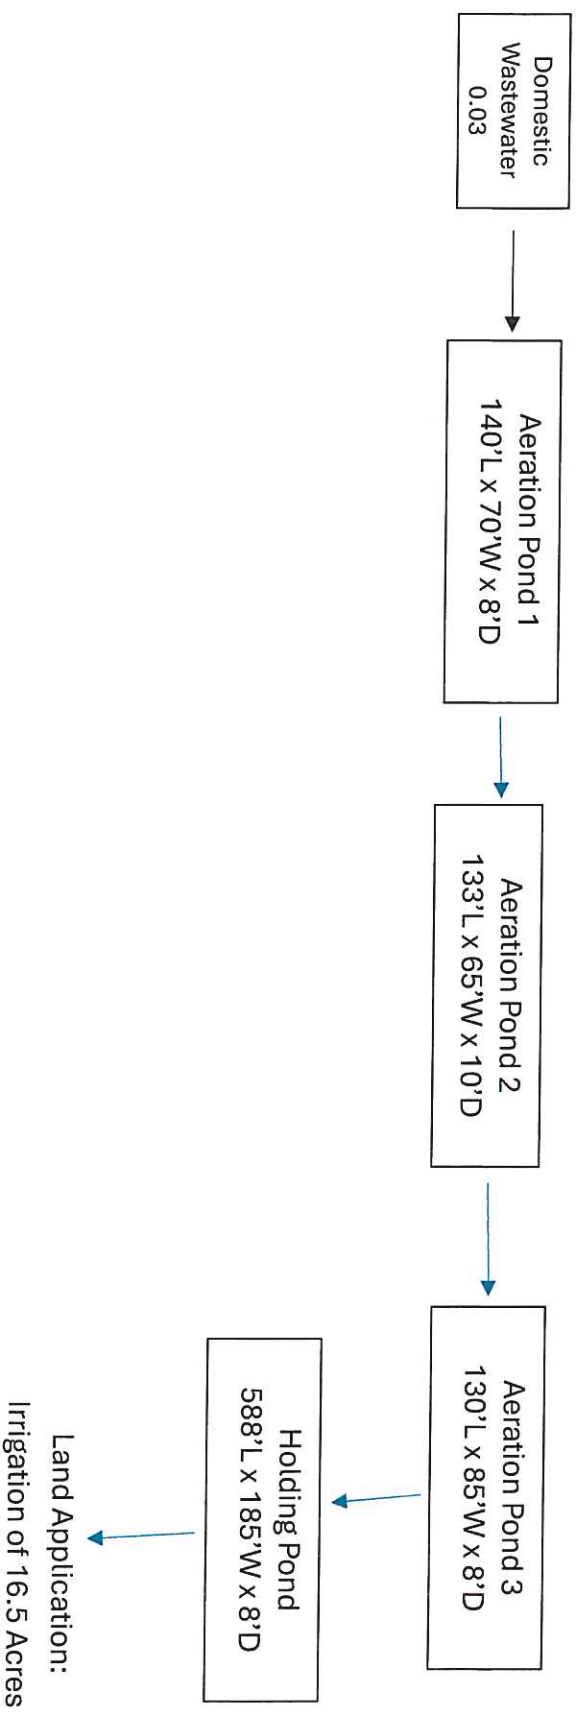 Domestic
Wastewater
0.03
Aeration Pond 1
140'L x 70'W x 8'D
Aeration Pond 2
133'L x 65'W x 10'D
Aeration Pond 3
130'L x 85'W x 8'D
Holding Pond
588'L x 185'W x 8'D
Land Application:
Irrigation of 16.5 Acres